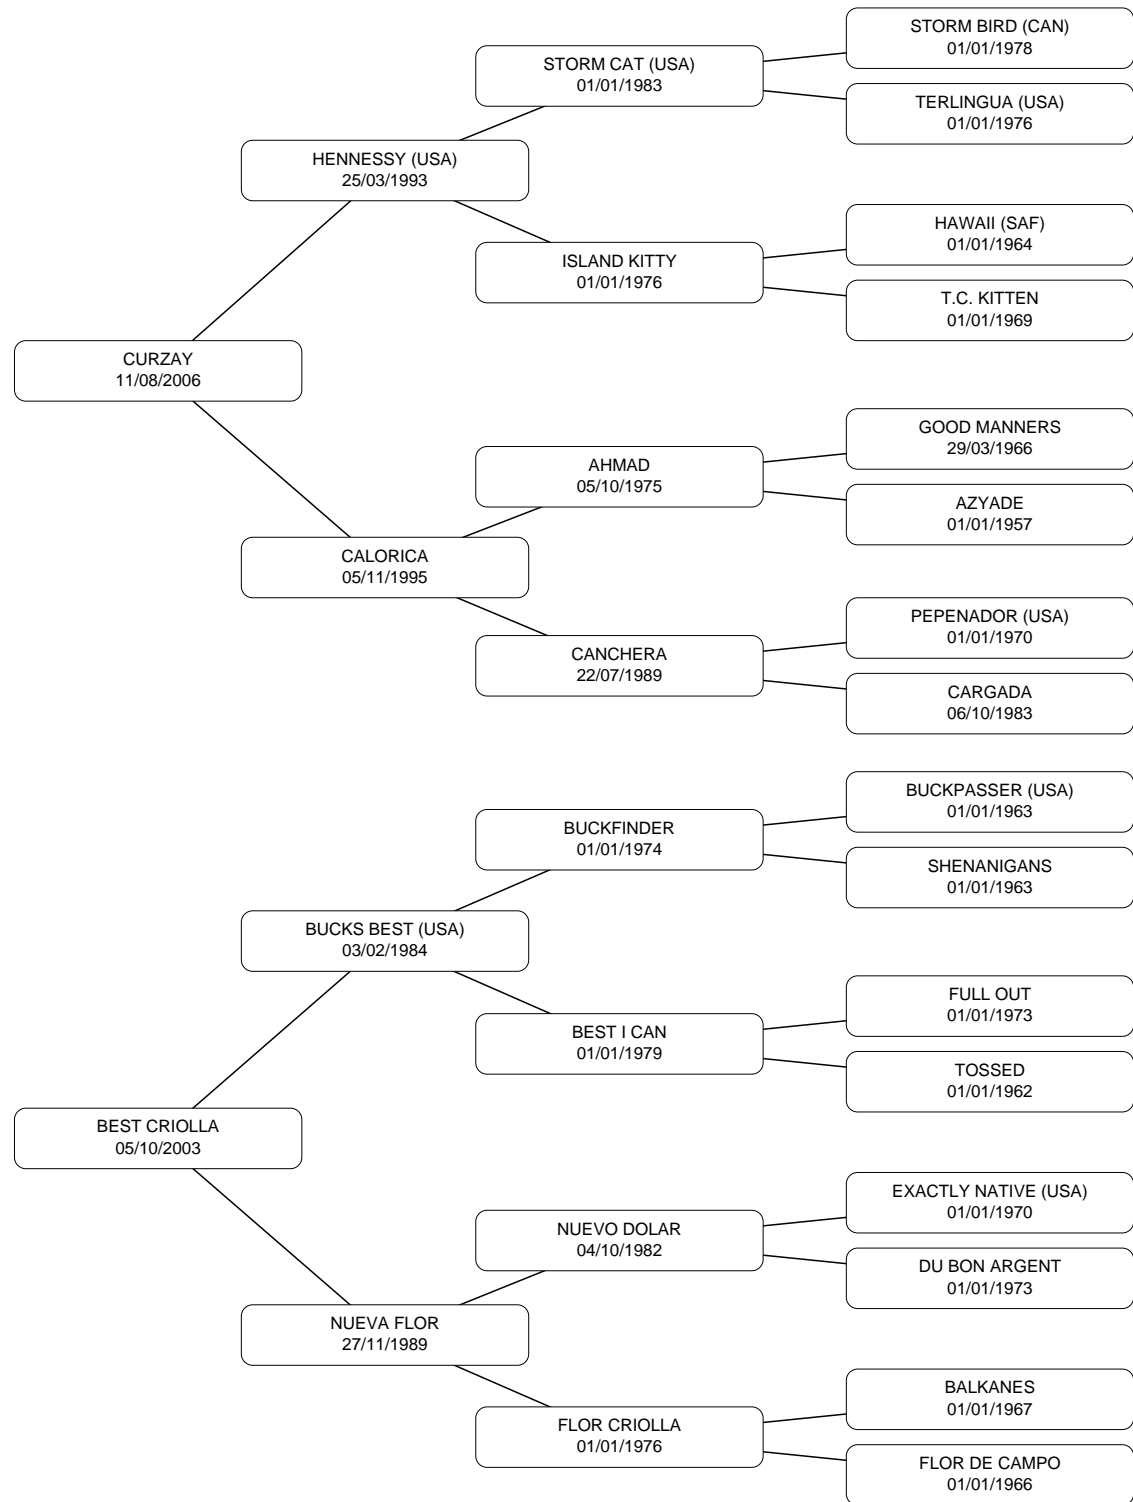 STORM BIRD (CAN)
01/01/1978
STORM CAT (USA)
01/01/1983
TERLINGUA (USA)
01/01/1976
HENNESSY (USA)
25/03/1993
HAWAII (SAF)
01/01/1964
ISLAND KITTY
01/01/1976
T.C. KITTEN
01/01/1969
CURZAY
11/08/2006
GOOD MANNERS
29/03/1966
AHMAD
05/10/1975
AZYADE
01/01/1957
CALORICA
05/11/1995
PEPENADOR (USA)
01/01/1970
CANCHERA
22/07/1989
CARGADA
06/10/1983
BUCKPASSER (USA)
01/01/1963
BUCKFINDER
01/01/1974
SHENANIGANS
01/01/1963
BUCKS BEST (USA)
03/02/1984
FULL OUT
01/01/1973
BEST I CAN
01/01/1979
TOSSED
01/01/1962
BEST CRIOLLA
05/10/2003
EXACTLY NATIVE (USA)
01/01/1970
NUEVO DOLAR
04/10/1982
DU BON ARGENT
01/01/1973
NUEVA FLOR
27/11/1989
BALKANES
01/01/1967
FLOR CRIOLLA
01/01/1976
FLOR DE CAMPO
01/01/1966